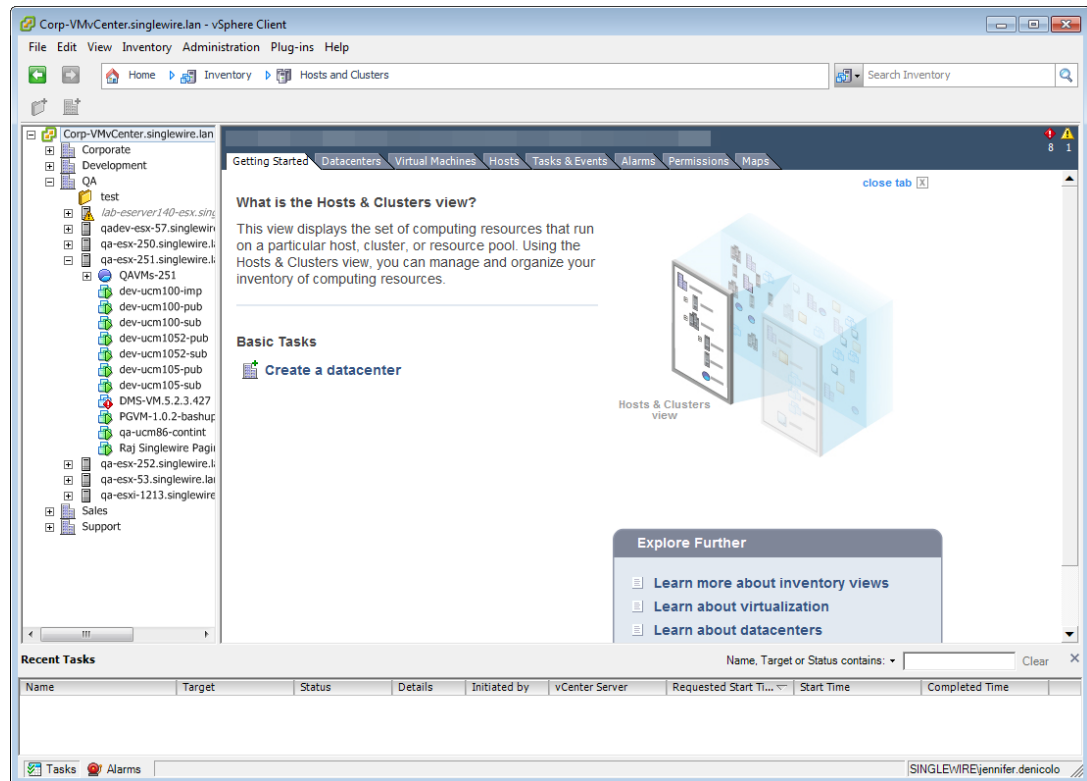 Corp-VMvCenter.singlewire.lan - vSphere Client
File Edit View Inventory Administration Plug-ins Help
Home Inventory Hosts and Clusters
Search Inventory
Corp-VMvCenter.singlewire.lan
Corporate
Development
QA
test
lab-eserver140-esx.sing
qadev-esx-57.singlewire
qa-esx-250.singlewire.l
qa-esx-251.singlewire.l
QAVMs-251
dev-ucm100-imp
dev-ucm100-pub
dev-ucm100-sub
dev-ucm1052-pub
dev-ucm1052-sub
dev-ucm105-pub
dev-ucm105-sub
DMS-VM.5.2.3.427
PGVM-1.0.2-bashup
qa-ucm86-contint
Raj Singlewire Pagi
qa-esx-252.singlewire.l
qa-esx-53.singlewire.la
qa-esxi-1213.singlewire
Sales
Support
8 1
Getting Started Datacenters Virtual Machines Hosts Tasks & Events Alarms Permissions Maps
close tab
What is the Hosts & Clusters view?
This view displays the set of computing resources that run
on a particular host, cluster, or resource pool. Using the
Hosts & Clusters view, you can manage and organize your
inventory of computing resources.
Basic Tasks
Create a datacenter
Hosts & Clusters
view
Explore Further
Learn more about inventory views
Learn about virtualization
Learn about datacenters
Recent Tasks
Name, Target or Status contains:
Clear
Name Target Status Details Initiated by vCenter Server Requested Start Ti... Start Time Completed Time
Tasks Alarms
SINGLEWIRE\jennifer.denicolo